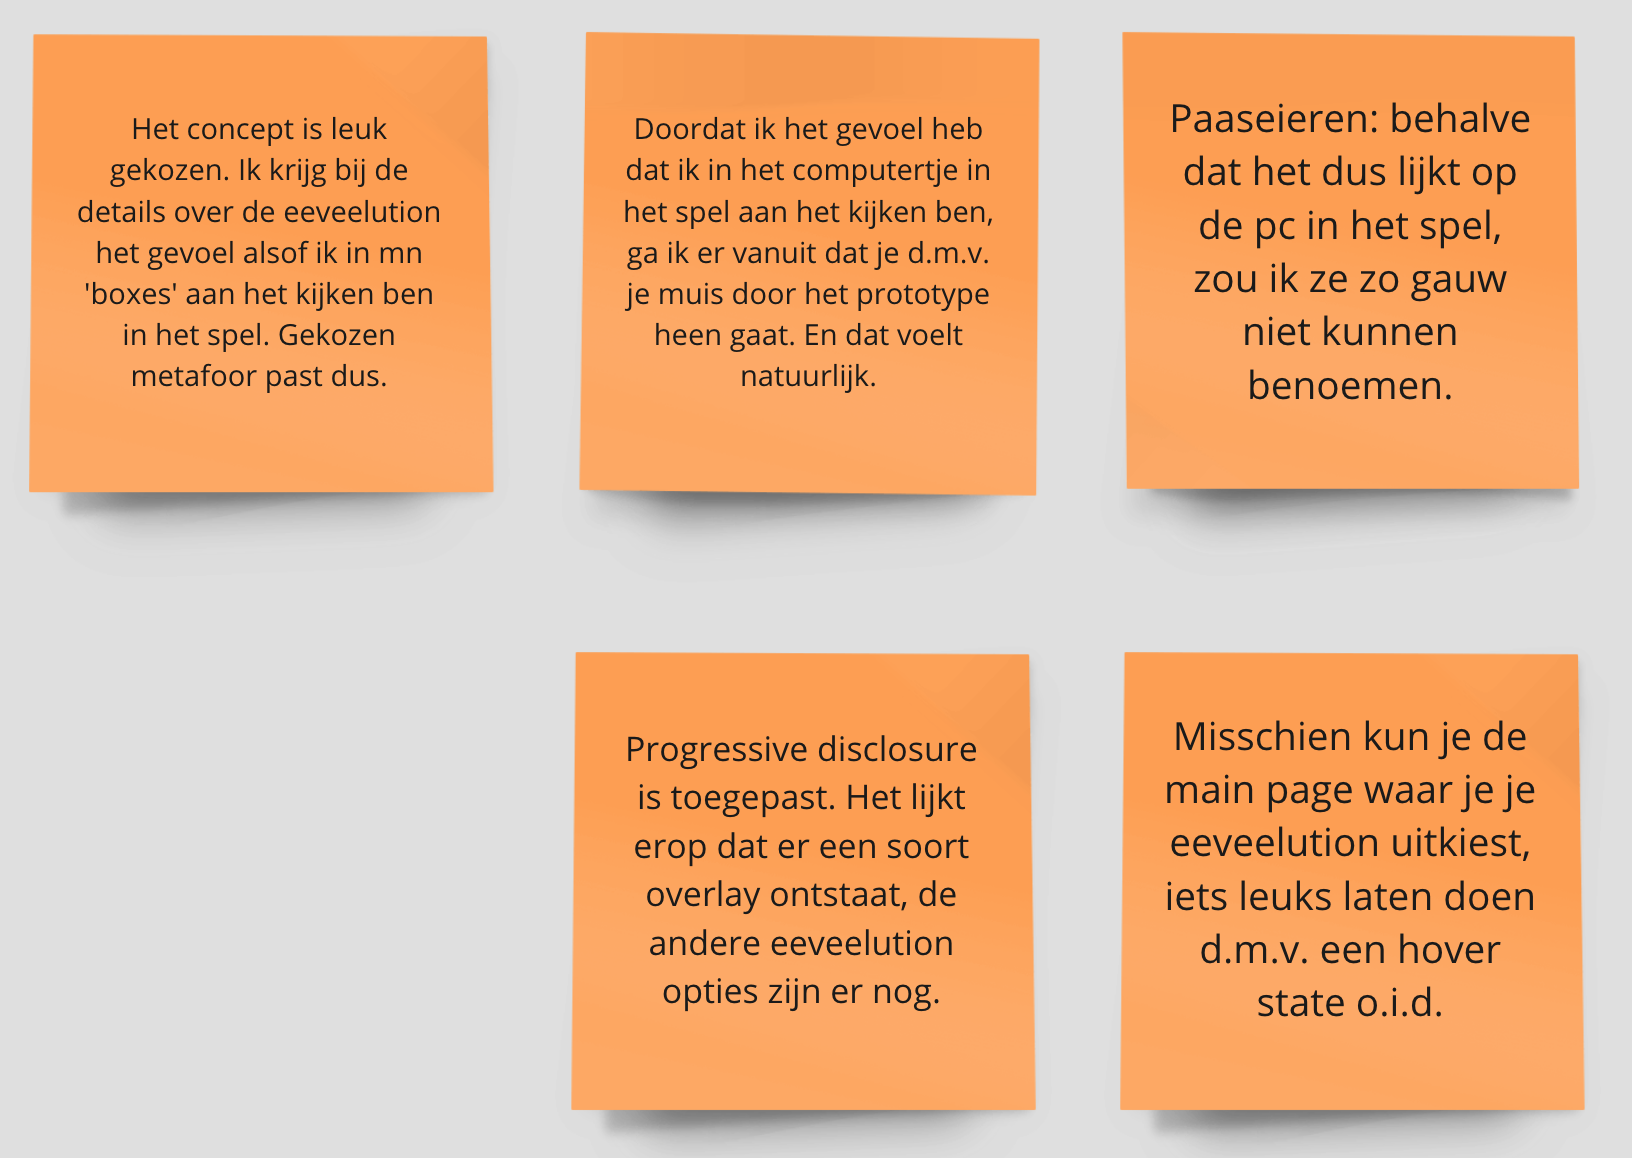 Het concept is leuk
gekozen. Ik krijg bij de
details over de eeveelution
het gevoel alsof ik in mn
'boxes' aan het kijken ben
in het spel. Gekozen
metafoor past dus.
Doordat ik het gevoel heb
dat ik in het computertje in
het spel aan het kijken ben,
ga ik er vanuit dat je d.m.v.
je muis door het prototype
heen gaat. En dat voelt
natuurlijk.
Paaseieren: behalve
dat het dus lijkt op
de pc in het spel,
zou ik ze zo gauw
niet kunnen
benoemen.
Progressive disclosure
is toegepast. Het lijkt
erop dat er een soort
overlay ontstaat, de
andere eeveelution
opties zijn er nog.
Misschien kun je de
main page waar je je
eeveelution uitkiest,
iets leuks laten doen
d.m.v. een hover
state o.i.d.